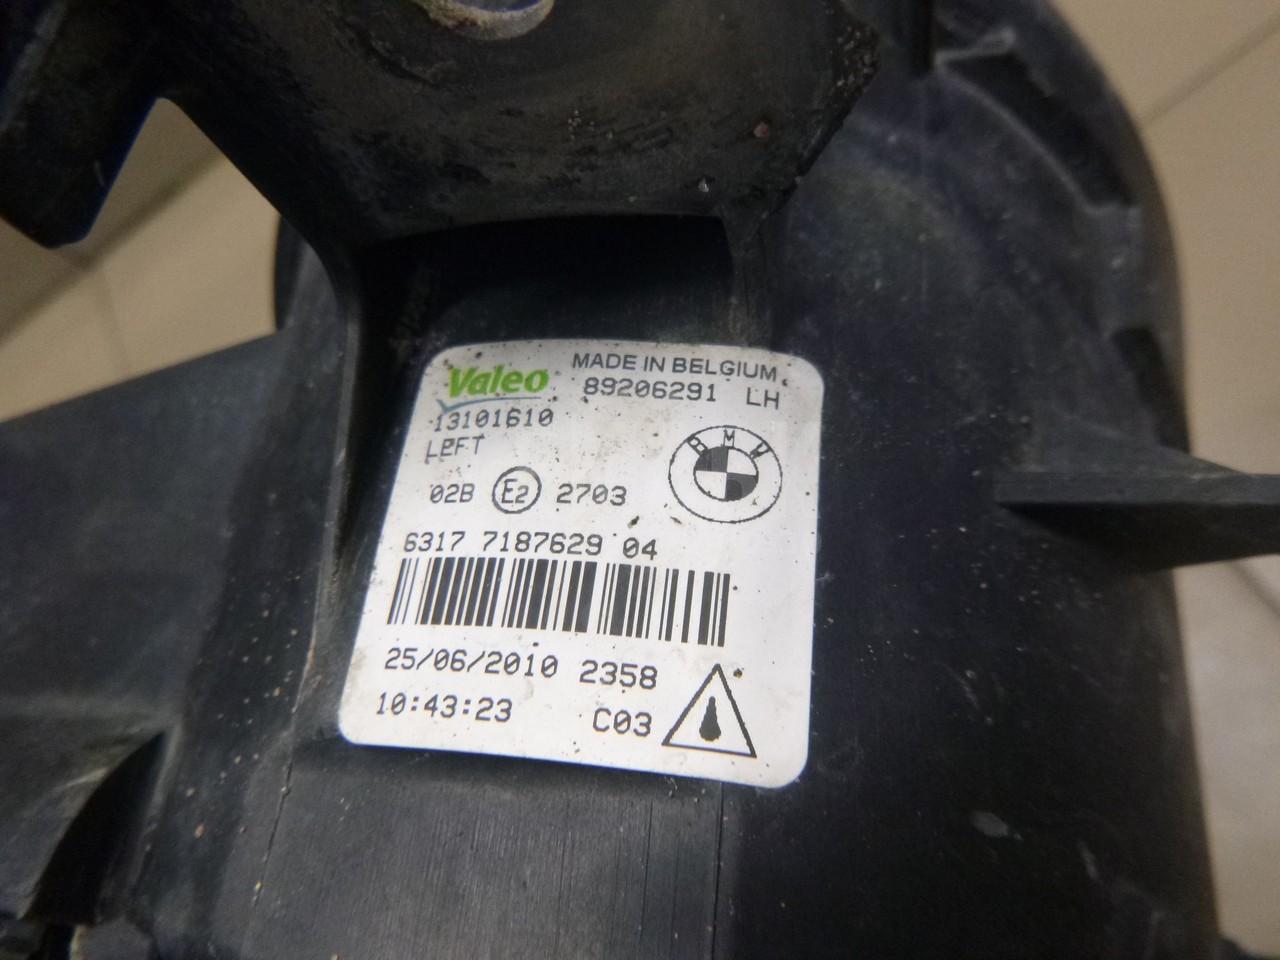 Valeo MADE IN BELGIUM
89206291 LH
13101610
LEFT
BMW
02B E2 2703
6317 7187629 04
25/06/2010 2358
10:43:23 C03